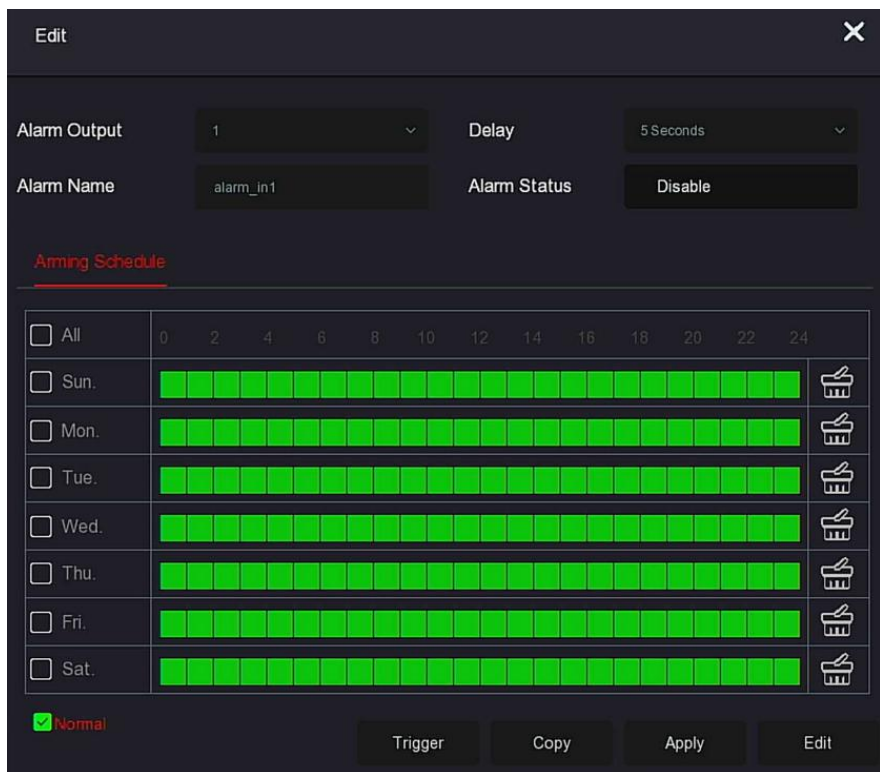 Edit
Alarm Output 1 Delay 5 Seconds
Alarm Name alarm_in1 Alarm Status Disable
Arming Schedule
All 0 2 4 6 8 10 12 14 16 18 20 22 24
Sun.
Mon.
Tue.
Wed.
Thu.
Fri.
Sat.
Normal
Trigger Copy Apply Edit